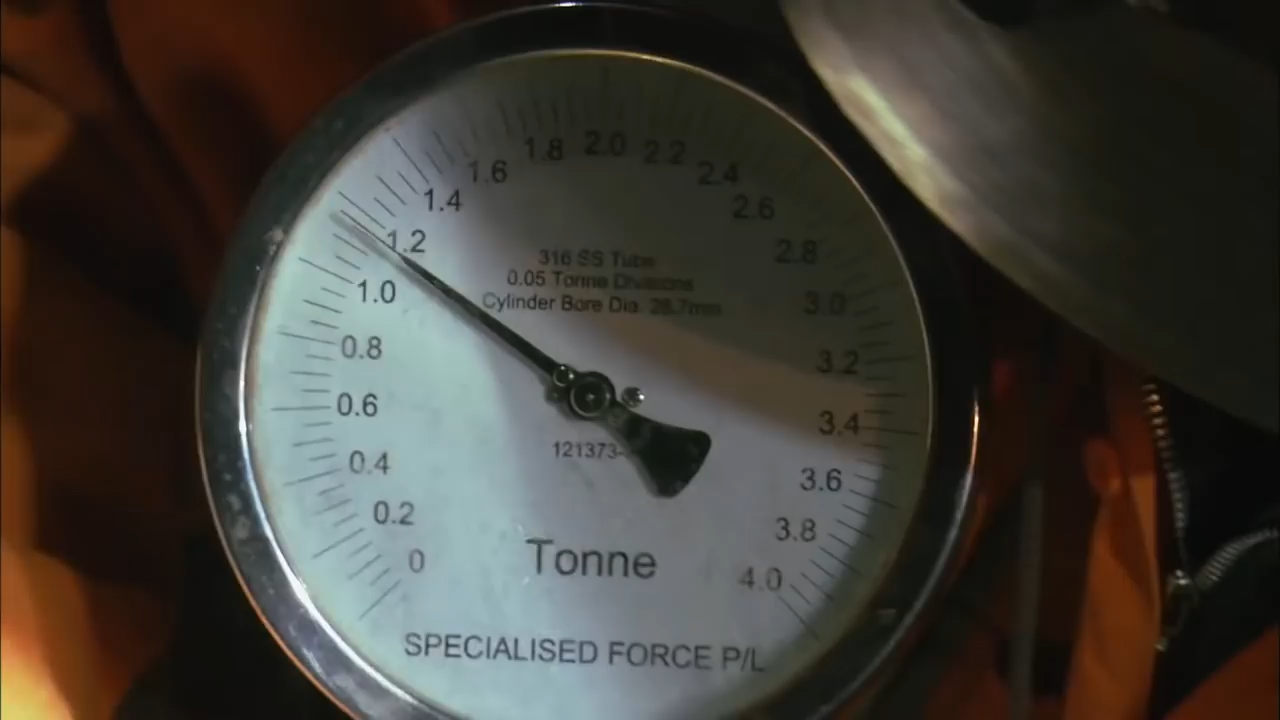 2.0
1.8 2.2
1.6 2.4
1.4 2.6
1.2 2.8
1.0 3.0
0.8 3.2
0.6 3.4
0.4 3.6
0.2 3.8
0 4.0
316 SS Tube
0.05 Tonne Divisions
Cylinder Bore Dia. 28.7mm
121373-
Tonne
SPECIALISED FORCE P/L